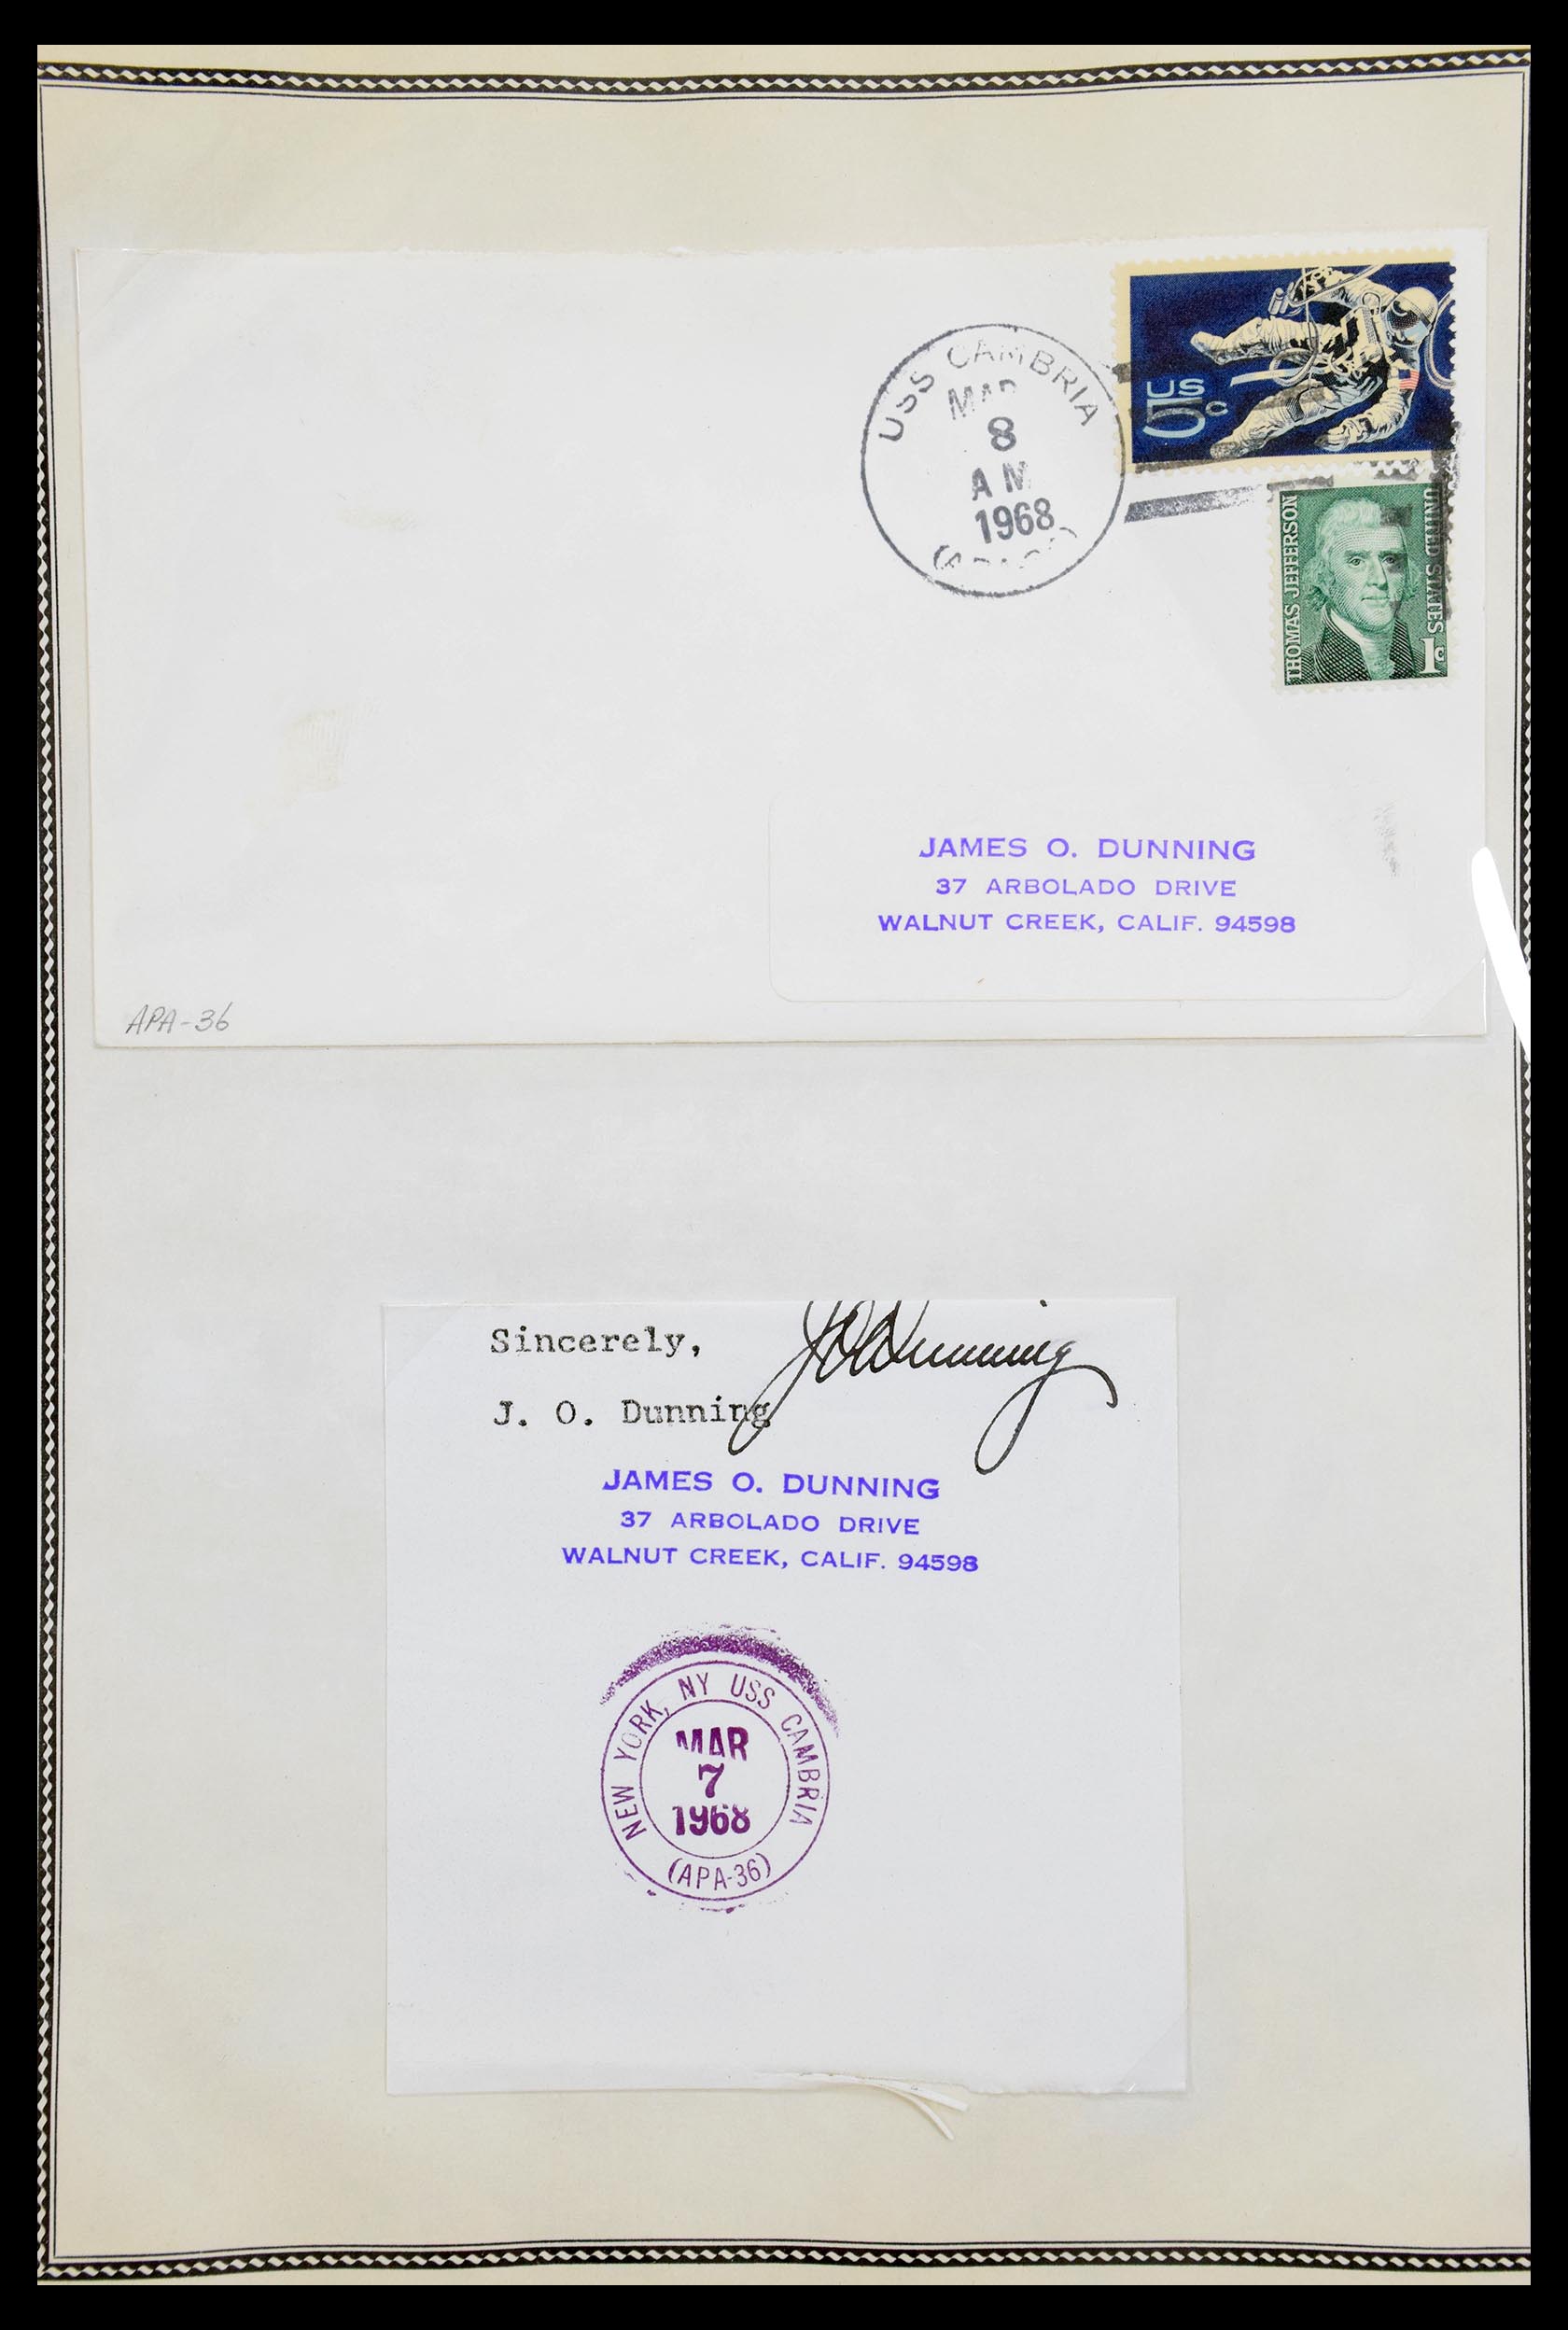 USS CAMBRIA
MAR
8
AM
1968
US
5c
THOMAS JEFFERSON
UNITED STATES
1c
JAMES O. DUNNING
37 ARBOLADO DRIVE
WALNUT CREEK, CALIF. 94598
APA-36
Sincerely,
JODunning
J. O. Dunning
JAMES O. DUNNING
37 ARBOLADO DRIVE
WALNUT CREEK, CALIF. 94598
NEW YORK, NY USS CAMBRIA
MAR
7
1968
(APA-36)